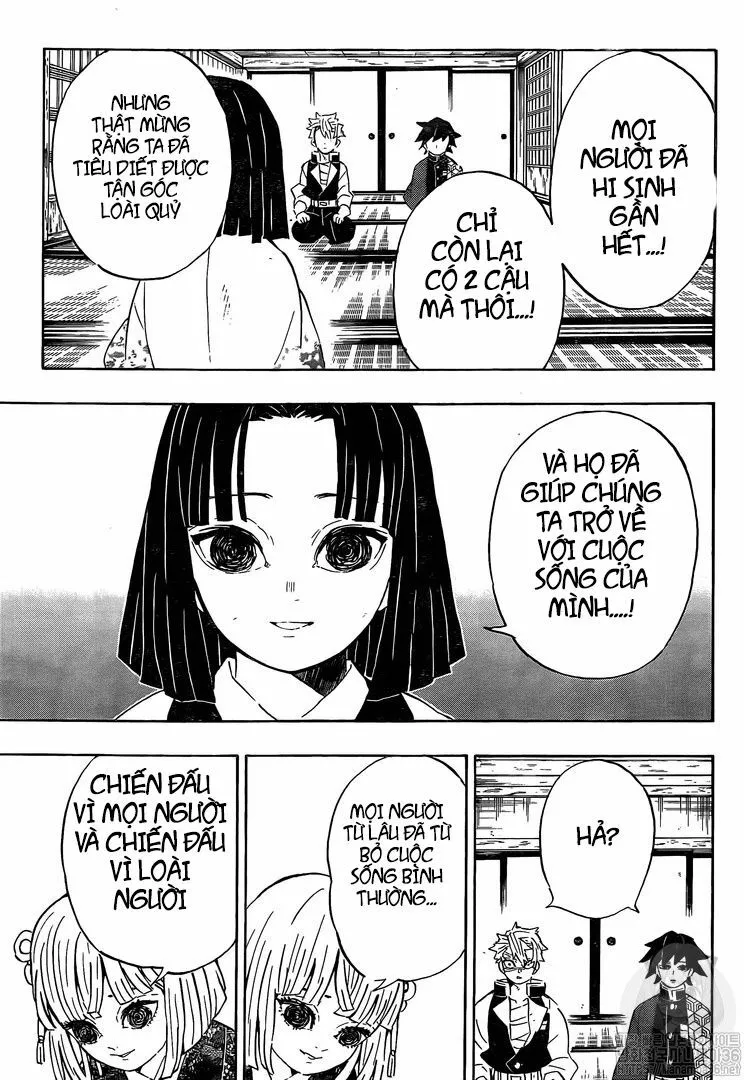 MỌI
NGƯỜI ĐÃ
HI SINH
GẦN
HẾT...!
CHỈ
CÒN LẠI
CÓ 2 CẬU
MÀ THÔI...!
NHƯNG
THẬT MỪNG
RẰNG TA ĐÃ
TIÊU DIẾT ĐƯỢC
TẬN GỐC
LOÀI QUỶ
VÀ HỌ ĐÃ
GIÚP CHÚNG
TA TRỞ VỀ
VỚI CUỘC
SỐNG CỦA
MÌNH....!
HẢ?
MỌI NGƯỜI
TỪ LÂU ĐÃ TỪ
BỎ CUỘC
SỐNG BÌNH
THƯỜNG...
CHIẾN ĐẤU
VÌ MỌI NGƯỜI
VÀ CHIẾN ĐẤU
VÌ LOÀI
NGƯỜI